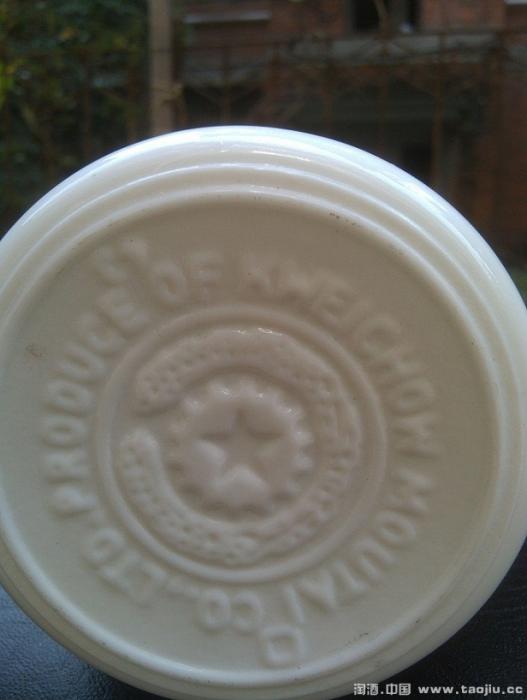 PRODUCE OF KWEICHOW MOUTAI CO., LTD.
淘酒.中国 www.taojiu.cc